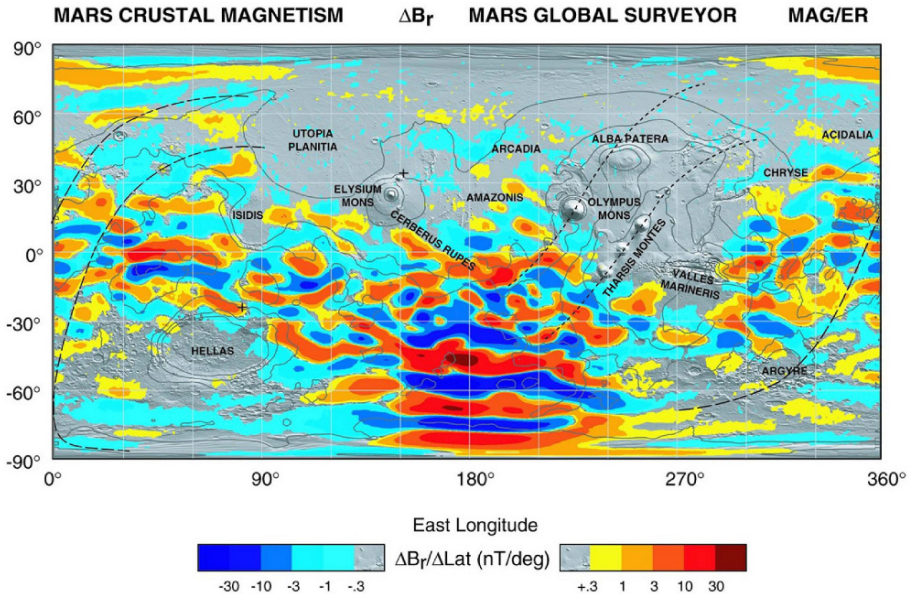 MARS CRUSTAL MAGNETISM ΔBr MARS GLOBAL SURVEYOR MAG/ER
90°
60°
30°
0°
-30°
-60°
-90°
UTOPIA
PLANITIA
ARCADIA
ALBA PATERA
ACIDALIA
CHRYSE
ELYSIUM
MONS
AMAZONIS
OLYMPUS
MONS
ISIDIS
CERBERUS RUPES
THARSIS MONTES
VALLES
MARINERIS
HELLAS
ARGYRE
0° 90° 180° 270° 360°
East Longitude
ΔBr/ΔLat (nT/deg)
-30 -10 -3 -1 -.3 +.3 1 3 10 30